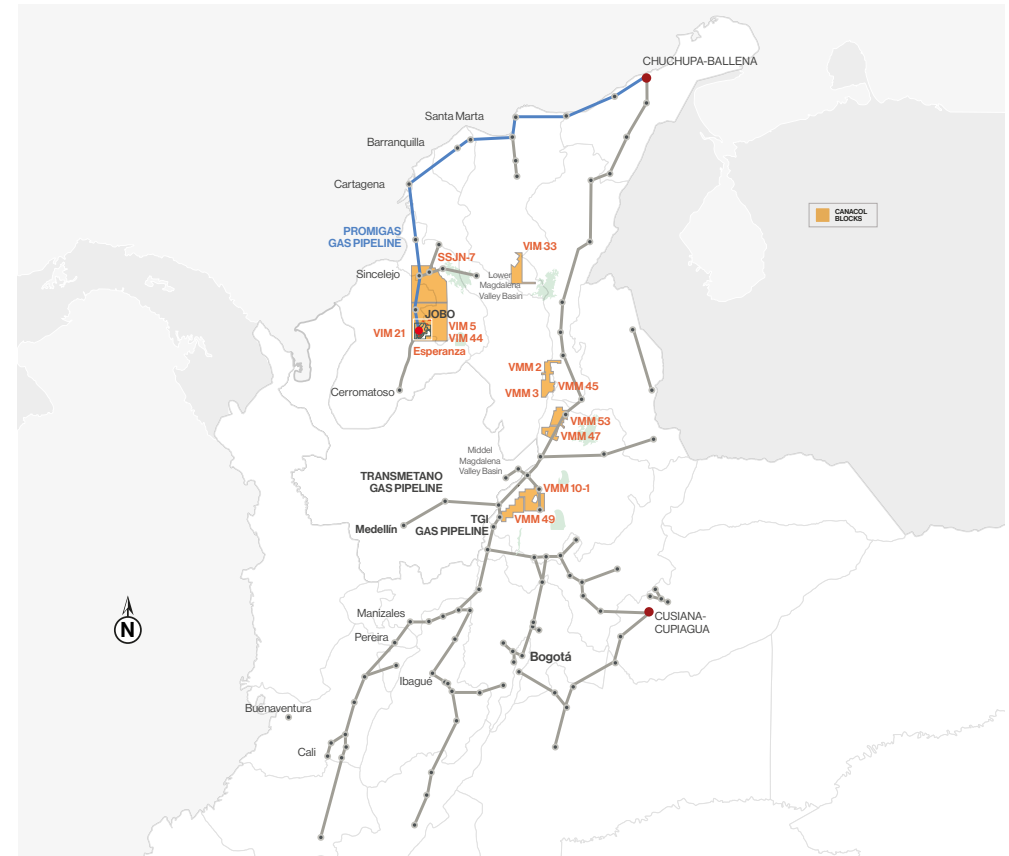 CHUCHUPA-BALLENA
Santa Marta
Barranquilla
Cartagena
CANACOL
BLOCKS
PROMIGAS
GAS PIPELINE
VIM 33
SSJN-7
Sincelejo
Lower
Magdalena
Valley Basin
JOBO
VIM 21
VIM 5
VIM 44
Esperanza
VMM 2
VMM 45
VMM 3
Cerromatoso
VMM 53
VMM 47
Middel
Magdalena
Valley Basin
TRANSMETANO
GAS PIPELINE
VMM 10-1
Medellín
TGI
GAS PIPELINE
VMM 49
N
Manizales
CUSIANA-
CUPIAGUA
Pereira
Bogotá
Ibagué
Buenaventura
Cali